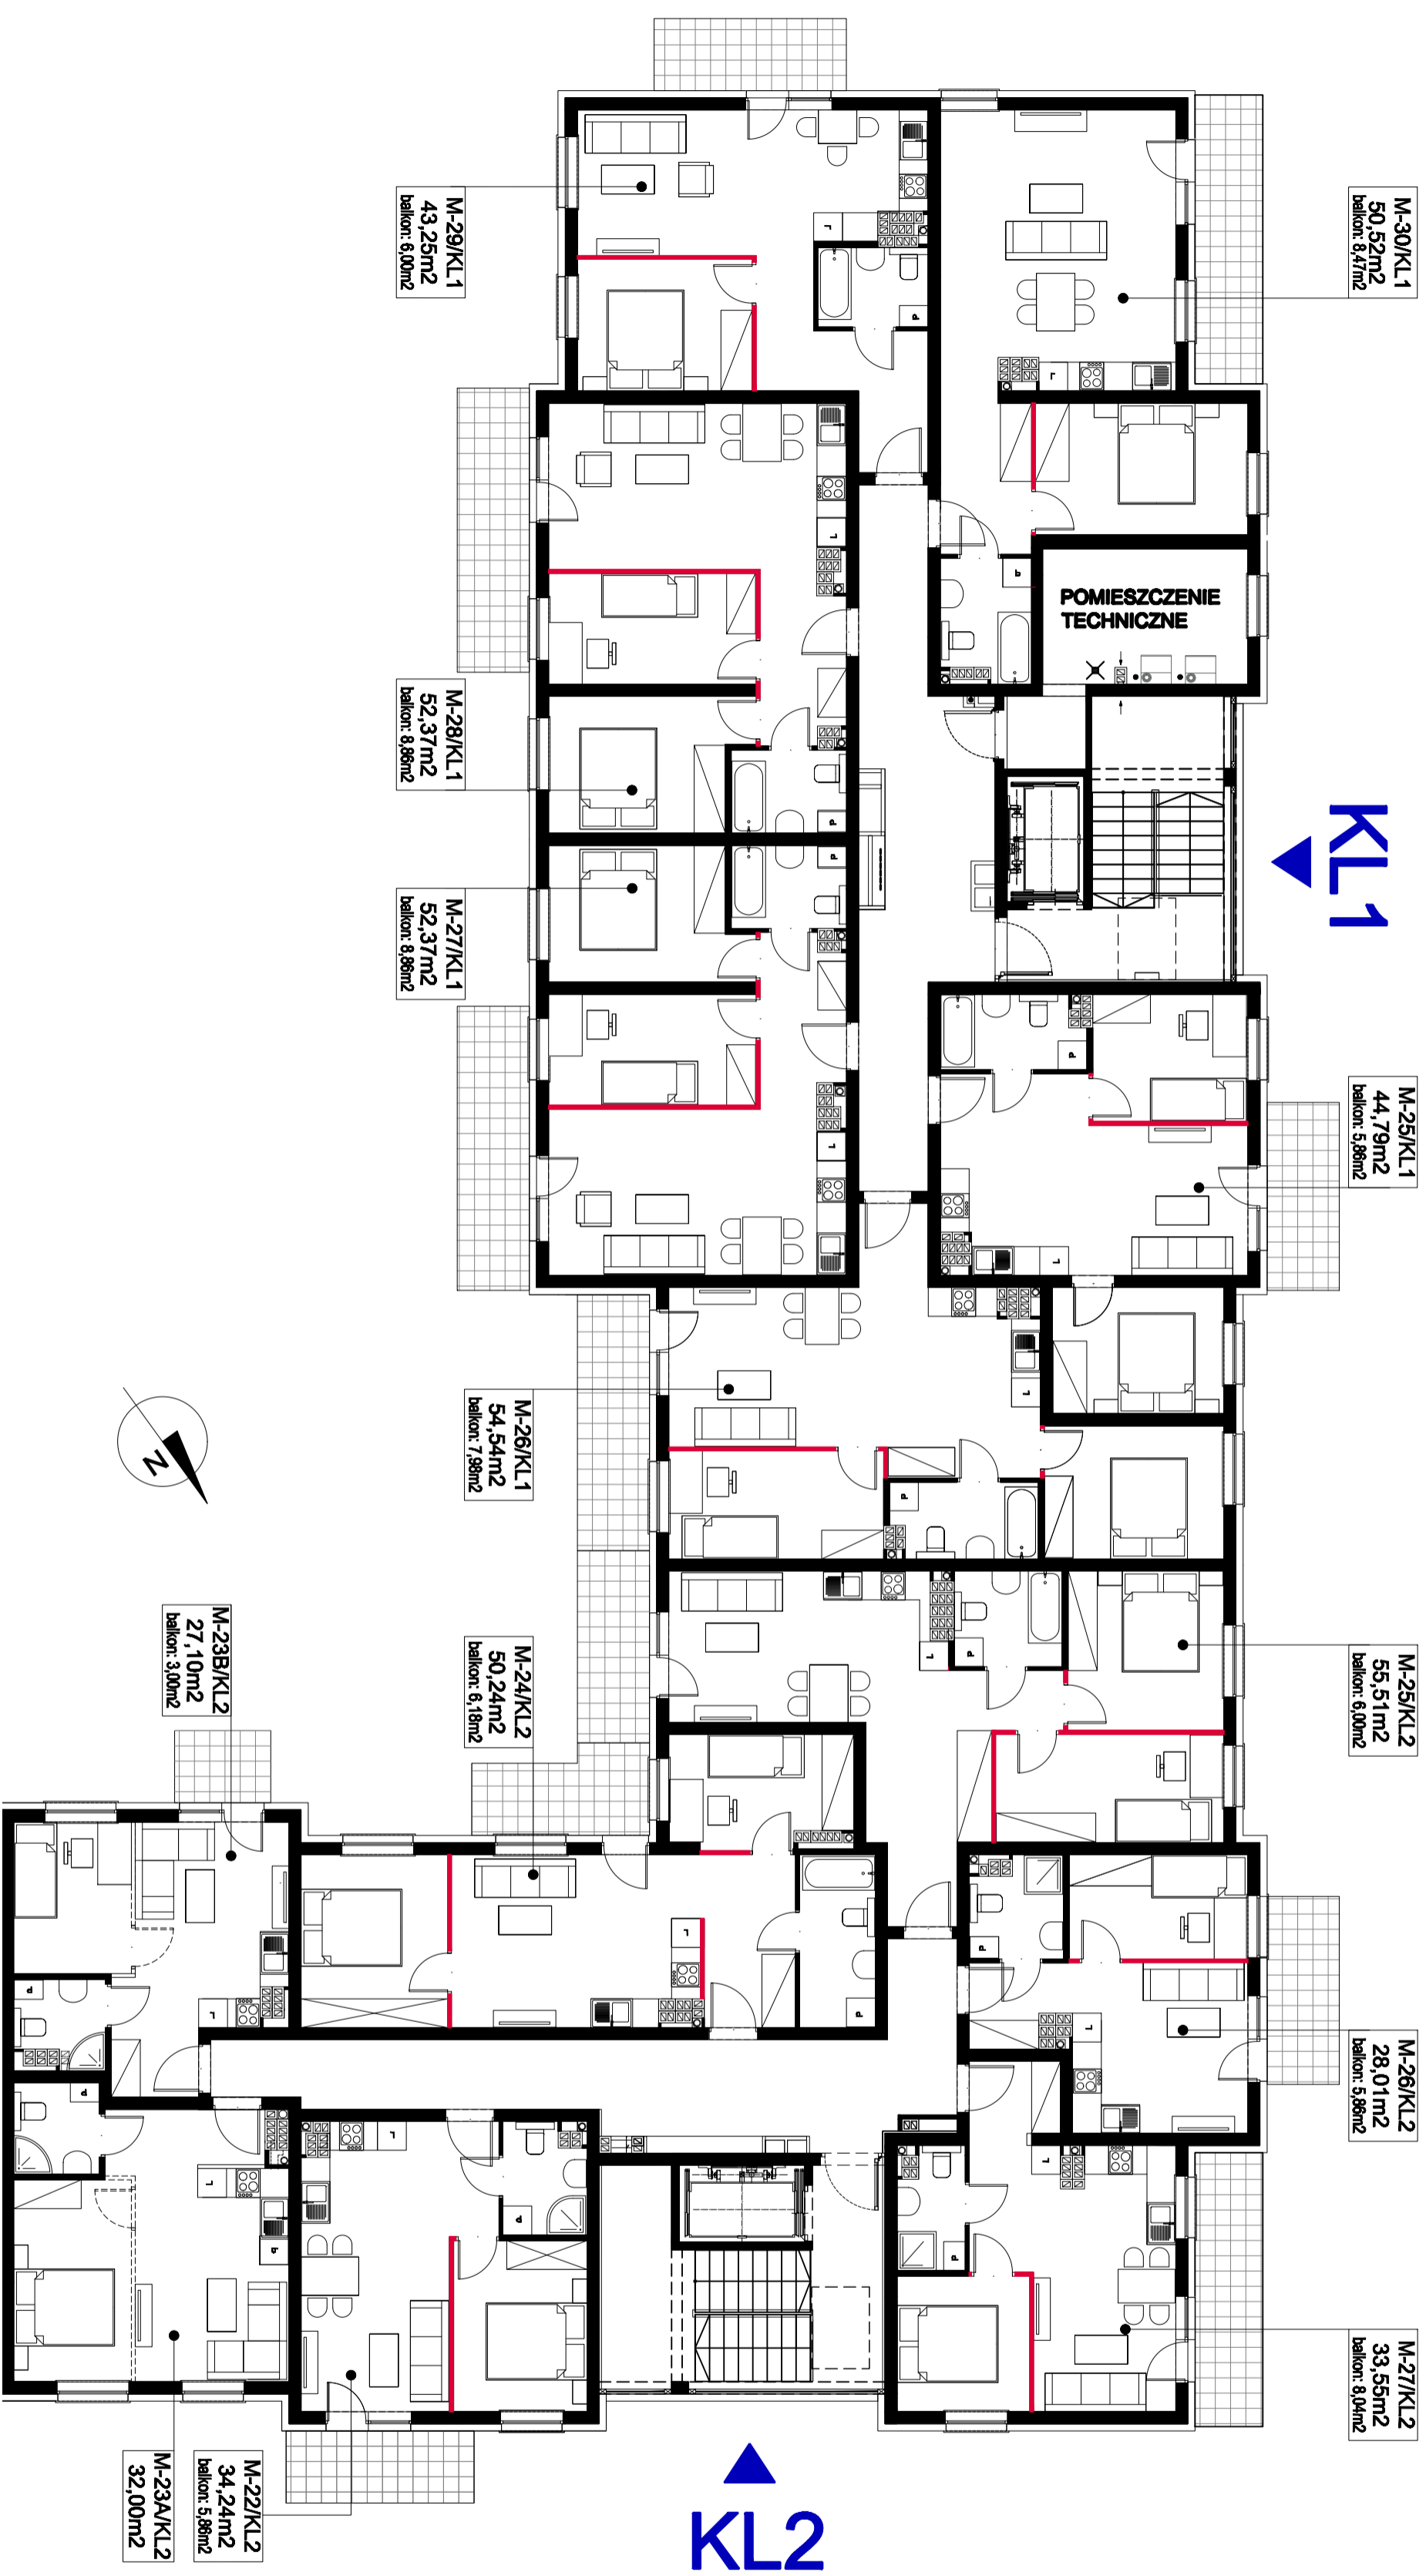 M-30/KL1
50,52m2
balkon: 8,47m2
M-29/KL1
43,25m2
balkon: 6,00m2
POMIESZCZENIE
TECHNICZNE
M-28/KL1
52,37m2
balkon: 8,86m2
KL1
M-27/KL1
52,37m2
balkon: 8,86m2
M-25/KL1
44,79m2
balkon: 5,86m2
M-26/KL1
54,54m2
balkon: 7,98m2
N
M-25/KL2
55,51m2
balkon: 6,00m2
M-24/KL2
50,24m2
balkon: 6,18m2
M-23B/KL2
27,10m2
balkon: 3,00m2
M-26/KL2
28,01m2
balkon: 5,86m2
M-27/KL2
33,55m2
balkon: 8,04m2
M-22/KL2
34,24m2
balkon: 5,86m2
M-23A/KL2
32,00m2
KL2